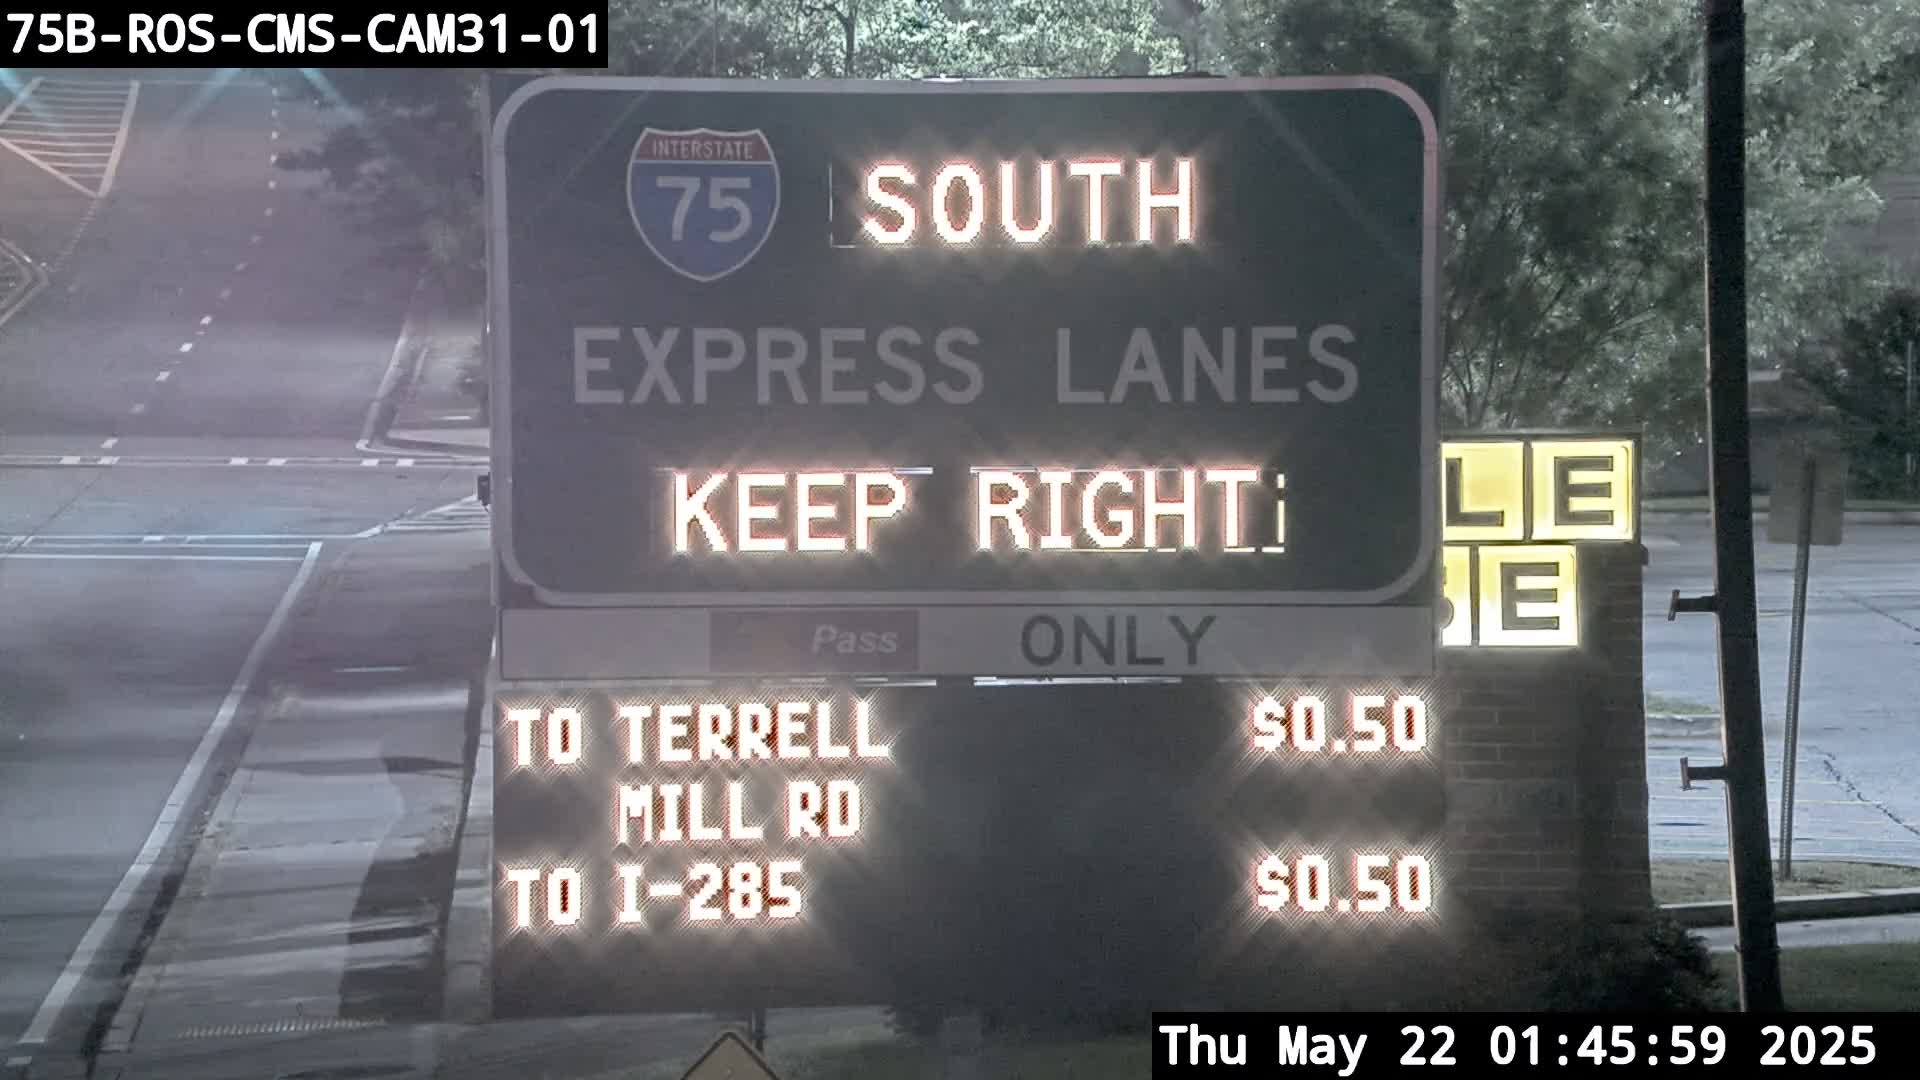 75B-ROS-CMS-CAM31-01
INTERSTATE
75
SOUTH
EXPRESS LANES
KEEP RIGHT
Pass ONLY
TO TERRELL $0.50
MILL RD
TO I-285 $0.50
LE
E
Thu May 22 01:45:59 2025